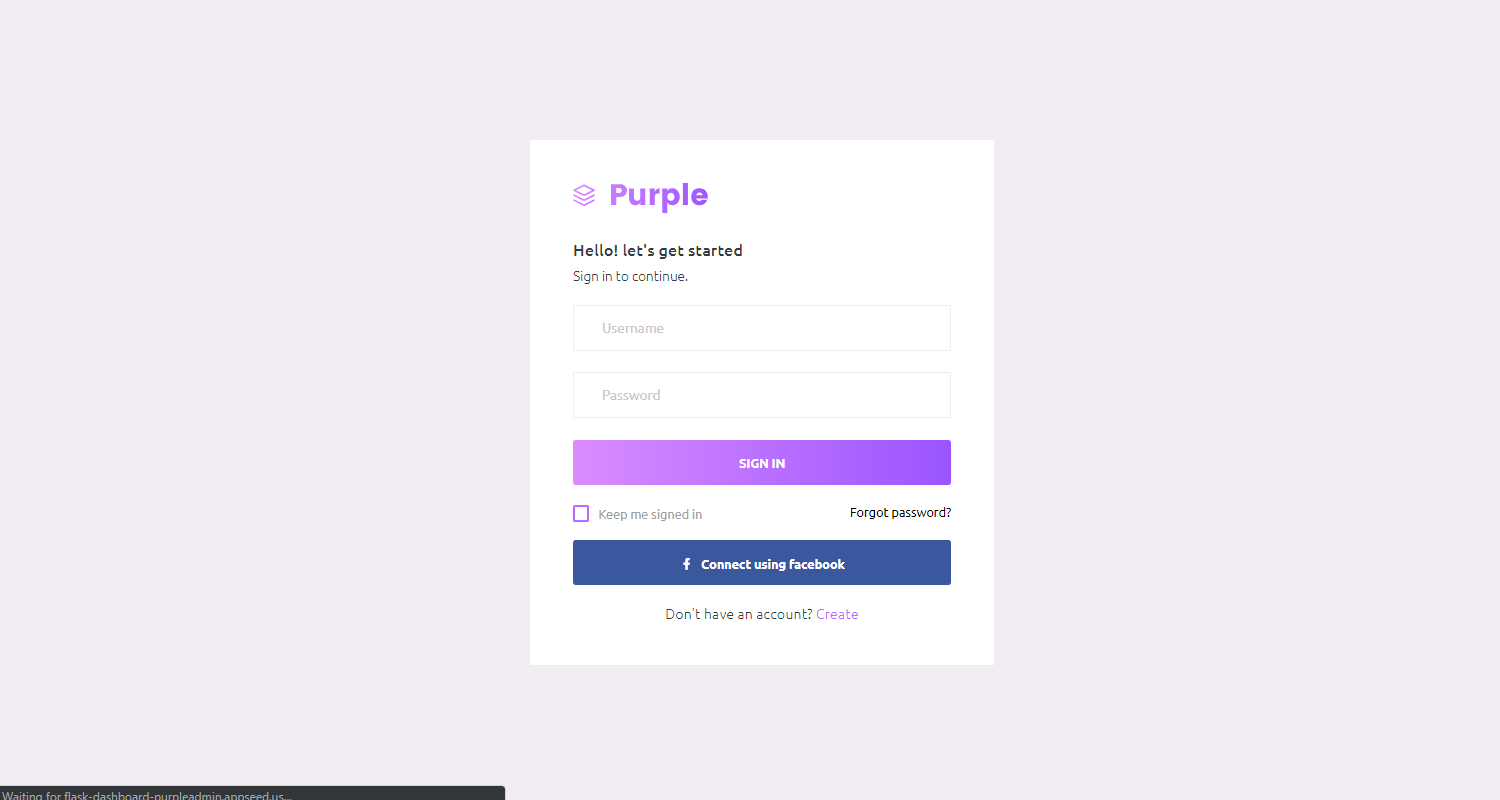 Purple
Hello! let's get started
Sign in to continue.
Username
Password
SIGN IN
Keep me signed in
Forgot password?
Connect using facebook
Don't have an account? Create
Waiting for flask-dashboard-purpleadmin.appseed.us...